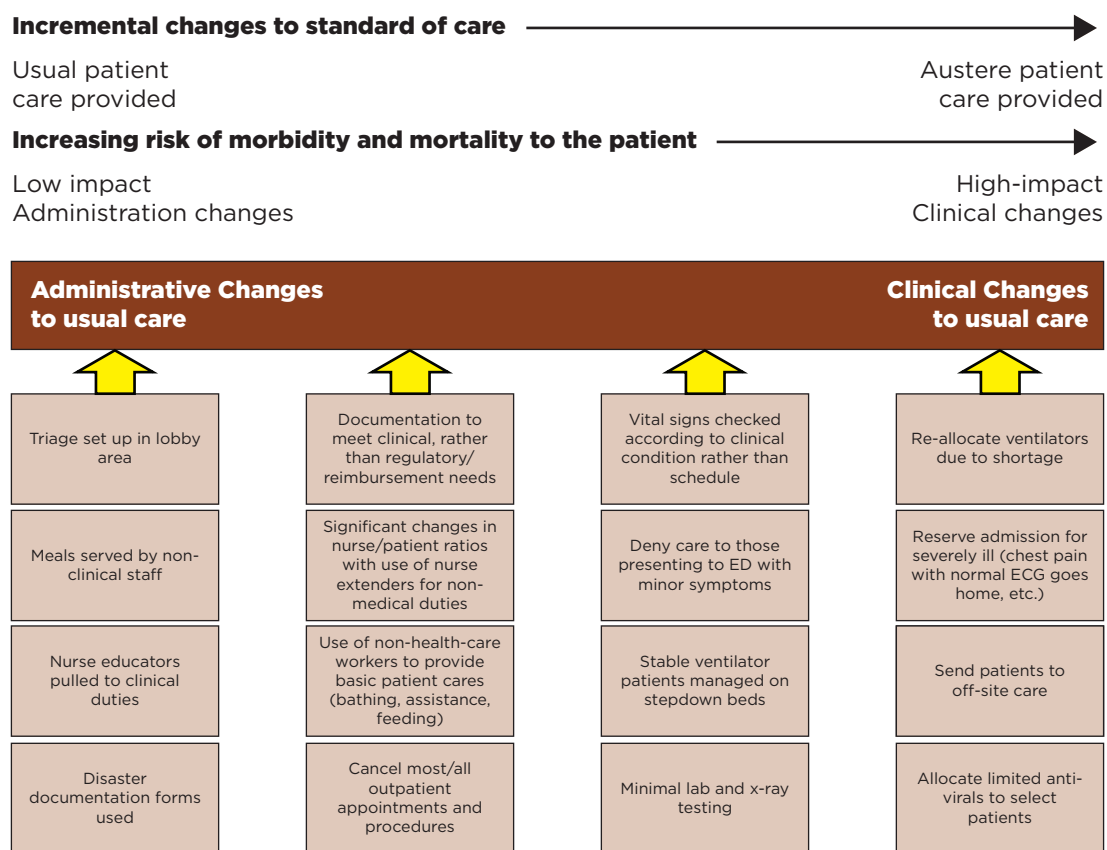 Incremental changes to standard of care
Usual patient
care provided
Austere patient
care provided
Increasing risk of morbidity and mortality to the patient
Low impact
Administration changes
High-impact
Clinical changes
Administrative Changes
to usual care
Clinical Changes
to usual care
Triage set up in lobby
area
Meals served by non-
clinical staff
Nurse educators
pulled to clinical
duties
Disaster
documentation forms
used
Documentation to
meet clinical, rather
than regulatory/
reimbursement needs
Significant changes in
nurse/patient ratios
with use of nurse
extenders for non-
medical duties
Use of non-health-care
workers to provide
basic patient cares
(bathing, assistance,
feeding)
Cancel most/all
outpatient
appointments and
procedures
Vital signs checked
according to clinical
condition rather than
schedule
Deny care to those
presenting to ED with
minor symptoms
Stable ventilator
patients managed on
stepdown beds
Minimal lab and x-ray
testing
Re-allocate ventilators
due to shortage
Reserve admission for
severely ill (chest pain
with normal ECG goes
home, etc.)
Send patients to
off-site care
Allocate limited anti-
virals to select
patients